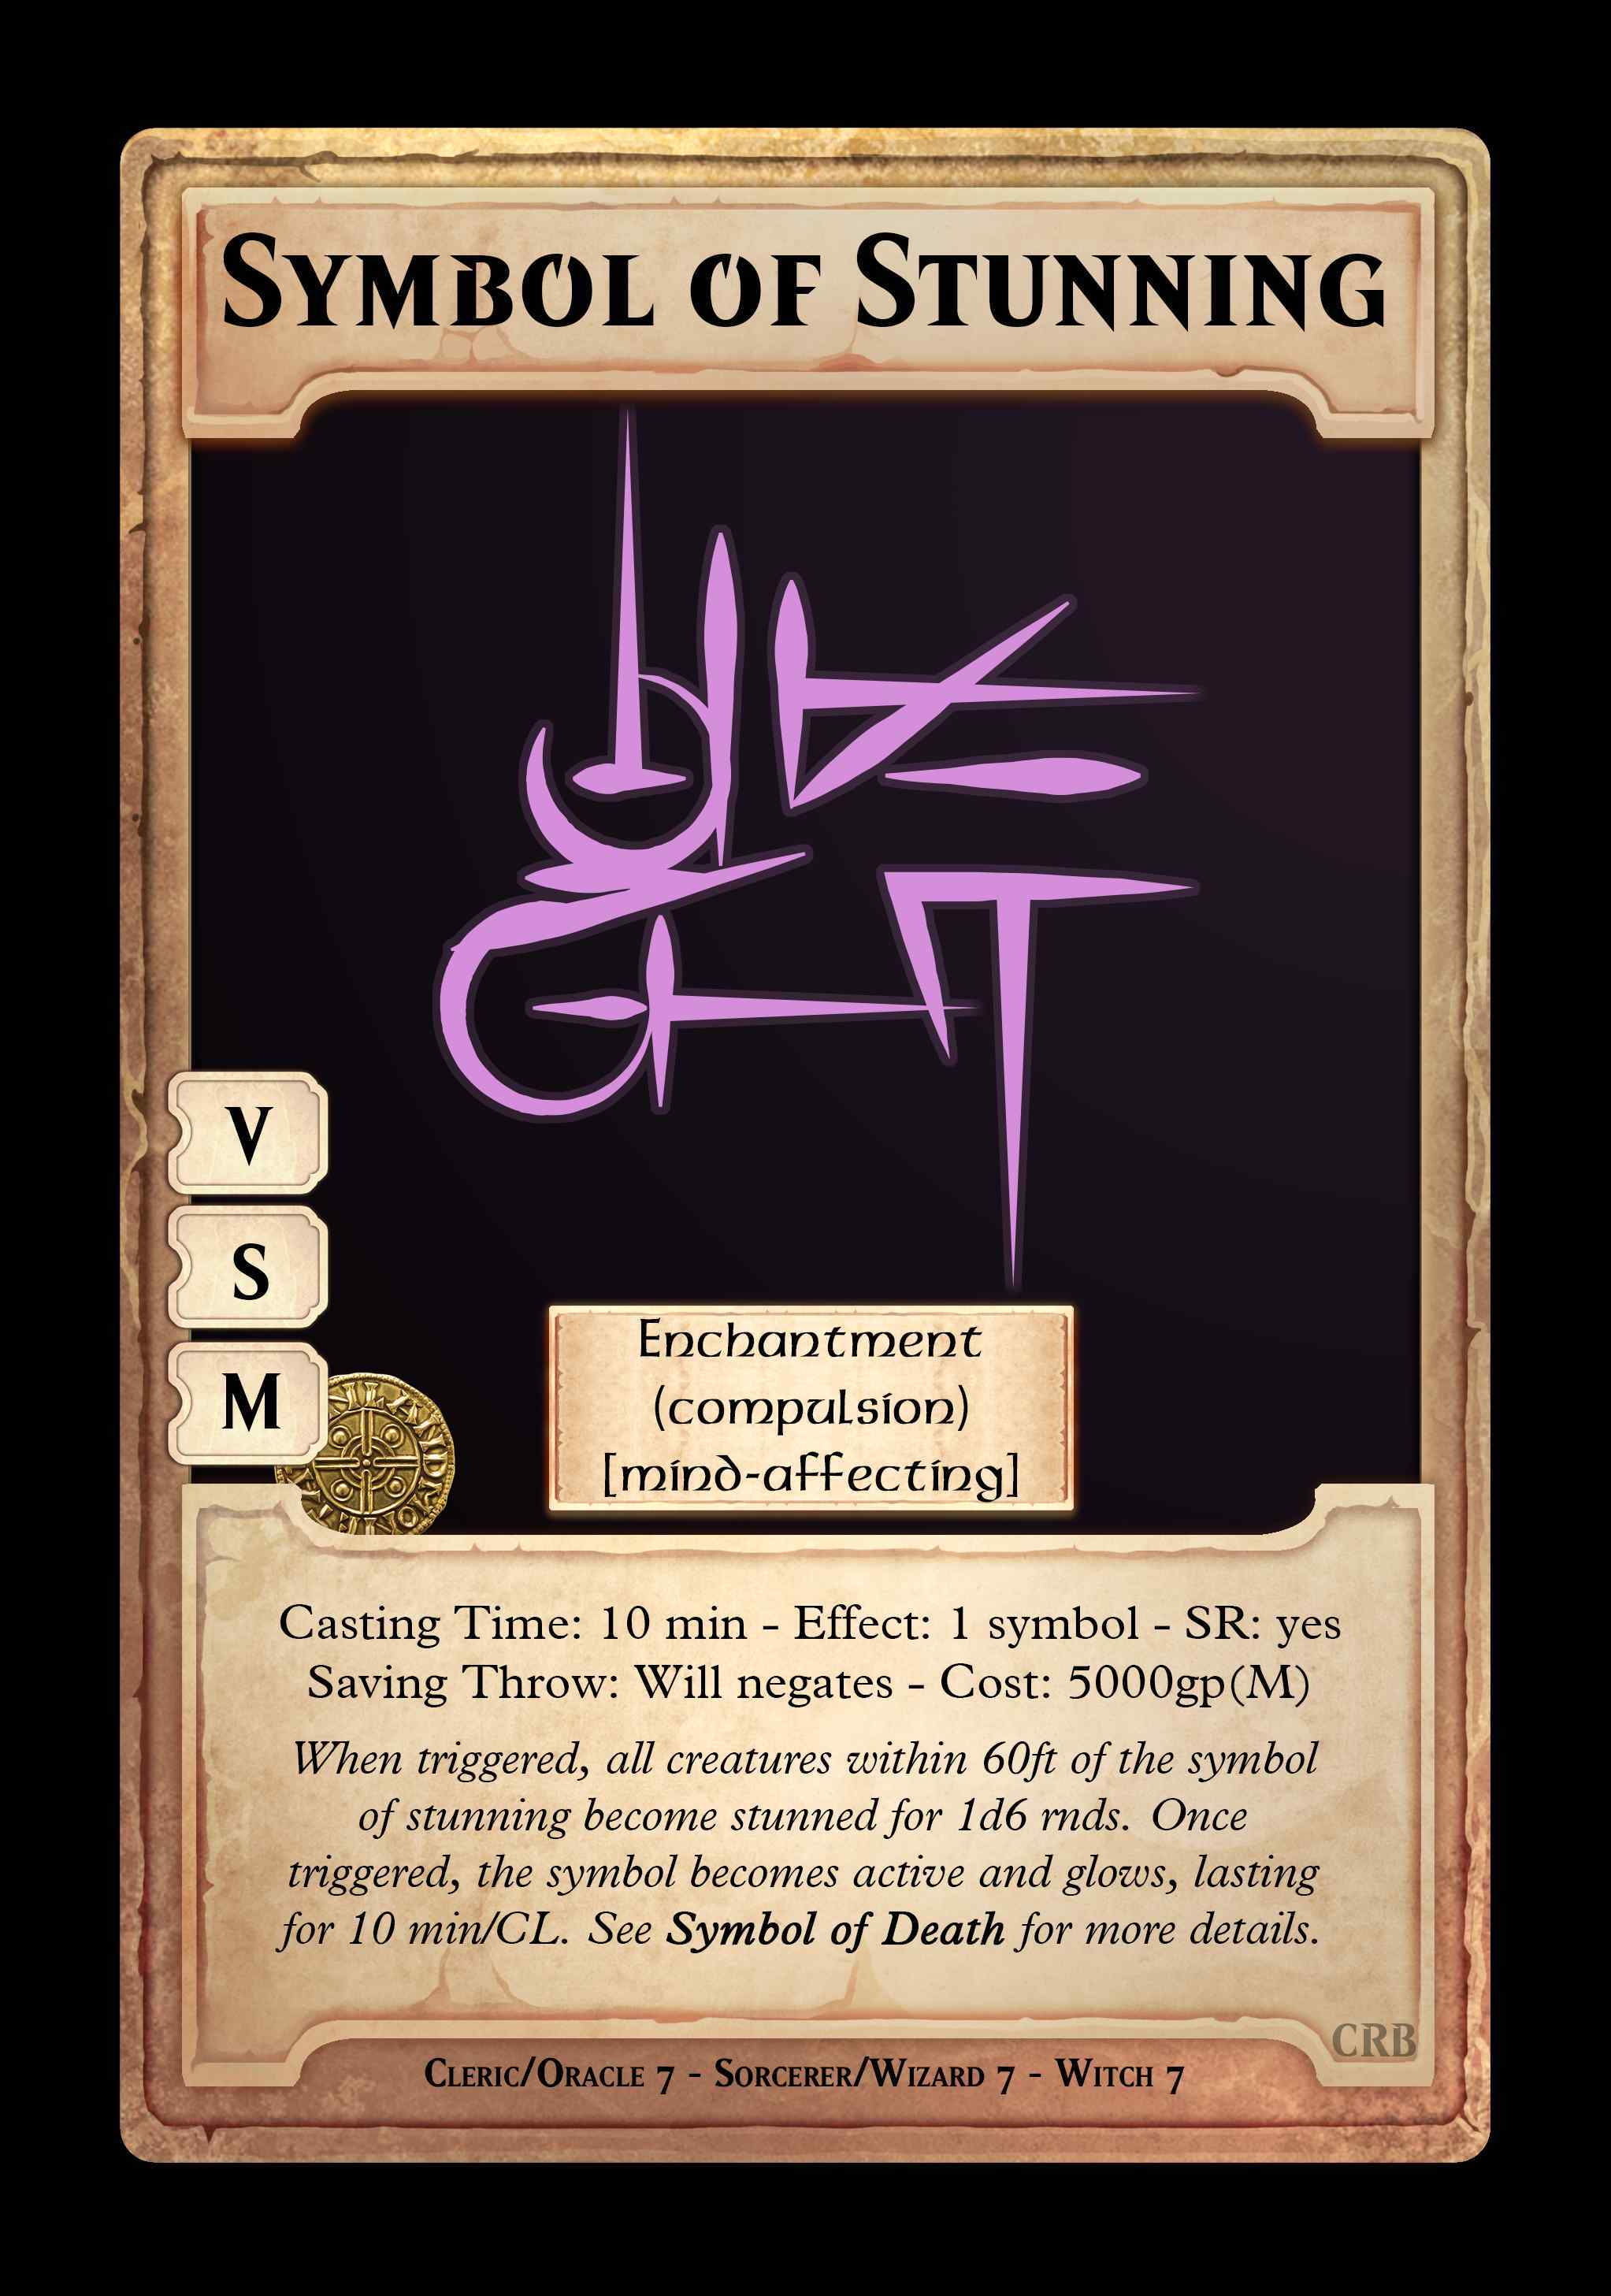 Symbol of Stunning
V
S
M
Enchantment
(compulsion)
[mind-affecting]
Casting Time: 10 min - Effect: 1 symbol - SR: yes
Saving Throw: Will negates - Cost: 5000gp(M)
When triggered, all creatures within 60ft of the symbol
of stunning become stunned for 1d6 rnds. Once
triggered, the symbol becomes active and glows, lasting
for 10 min/CL. See Symbol of Death for more details.
CRB
Cleric/Oracle 7 - Sorcerer/Wizard 7 - Witch 7